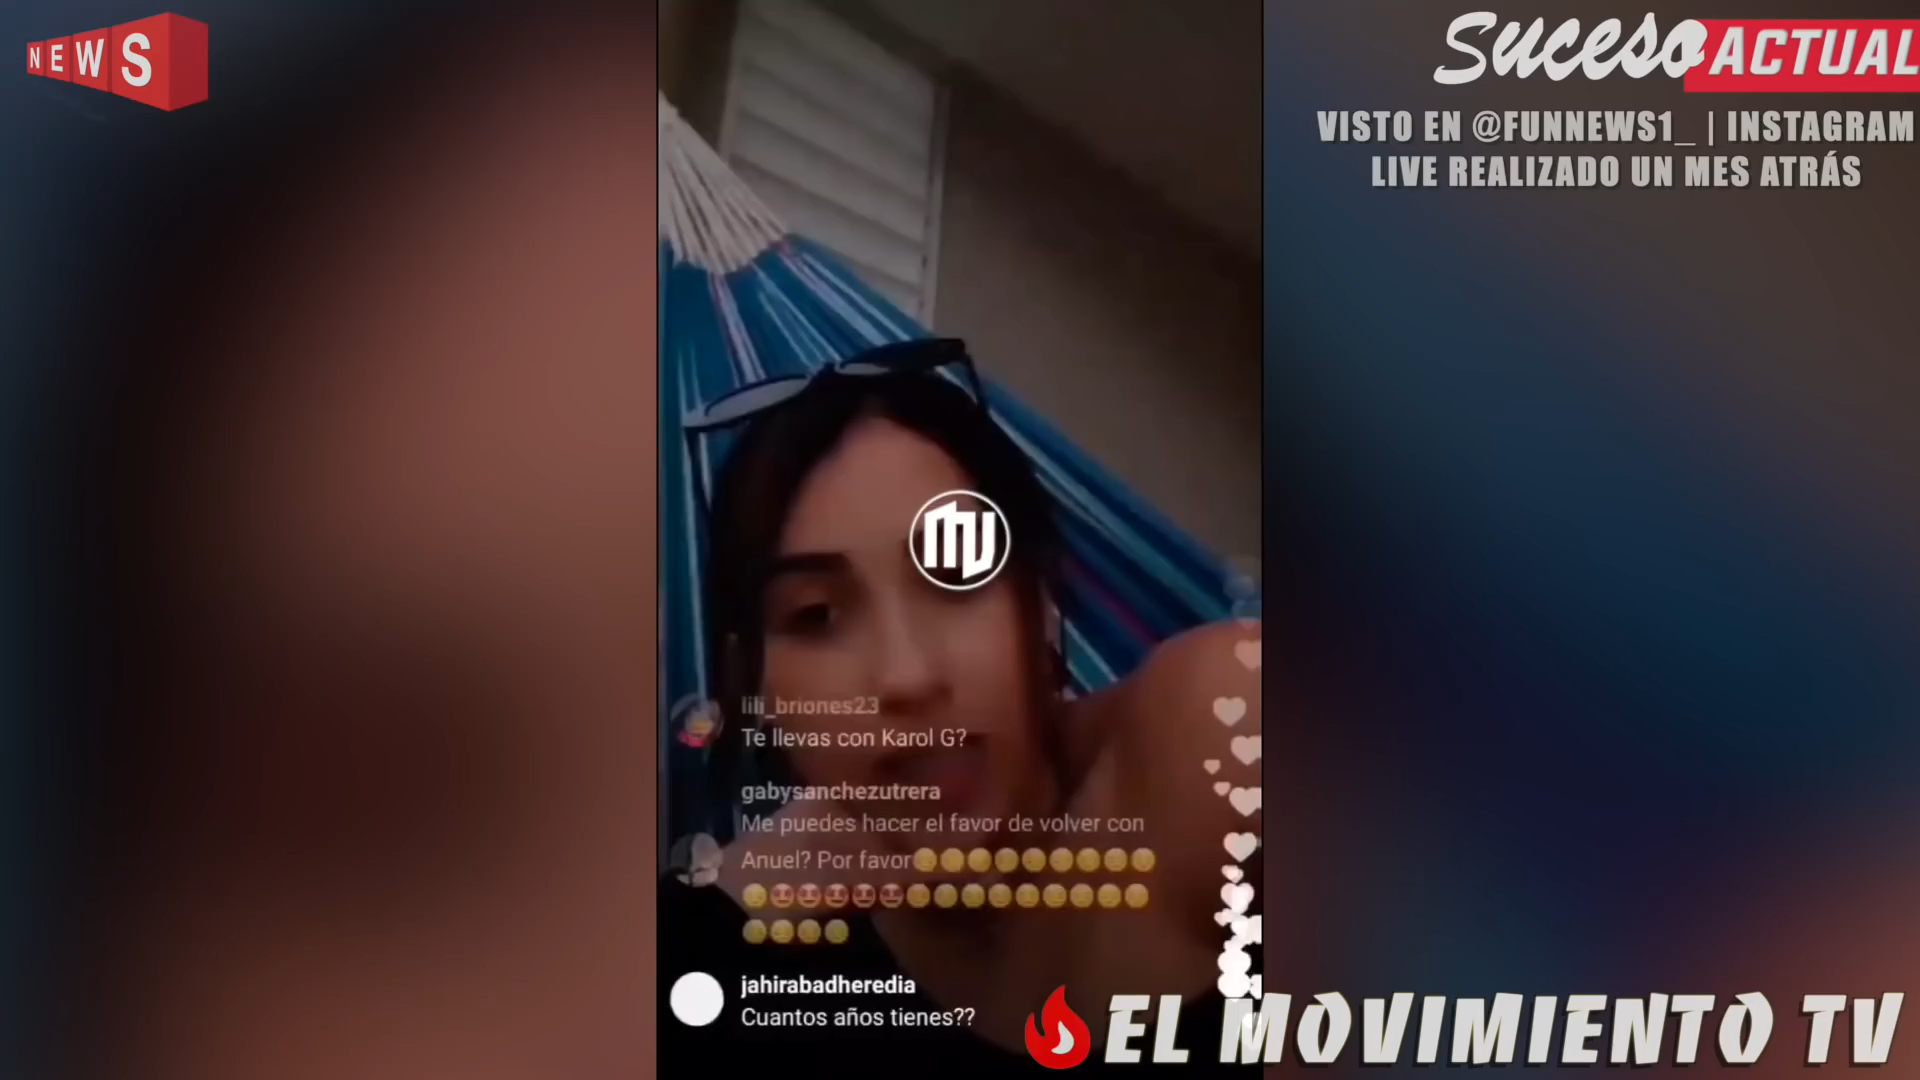 NEWS
Suceso ACTUAL
VISTO EN @FUNNEWS1_ | INSTAGRAM
LIVE REALIZADO UN MES ATRÁS
MV
lili_briones23
Te llevas con Karol G?
gabysanchezutrera
Me puedes hacer el favor de volver con
Anuel? Por favor
jahirabadheredia
Cuantos años tienes??
EL MOVIMIENTO TV